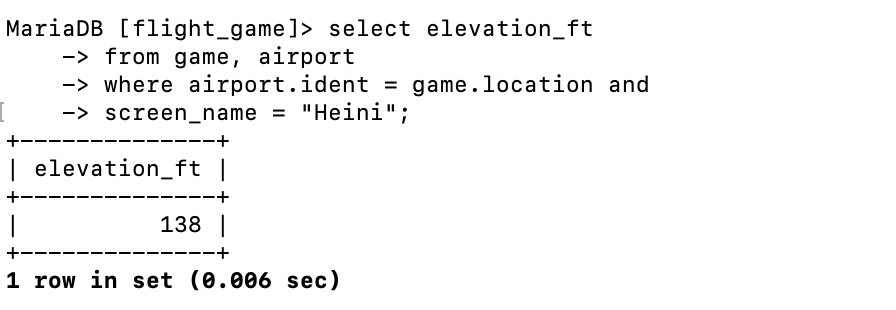 MariaDB [flight_game]> select elevation_ft
    -> from game, airport
    -> where airport.ident = game.location and
    -> screen_name = "Heini";
+--------------+
| elevation_ft |
+--------------+
|          138 |
+--------------+
1 row in set (0.006 sec)